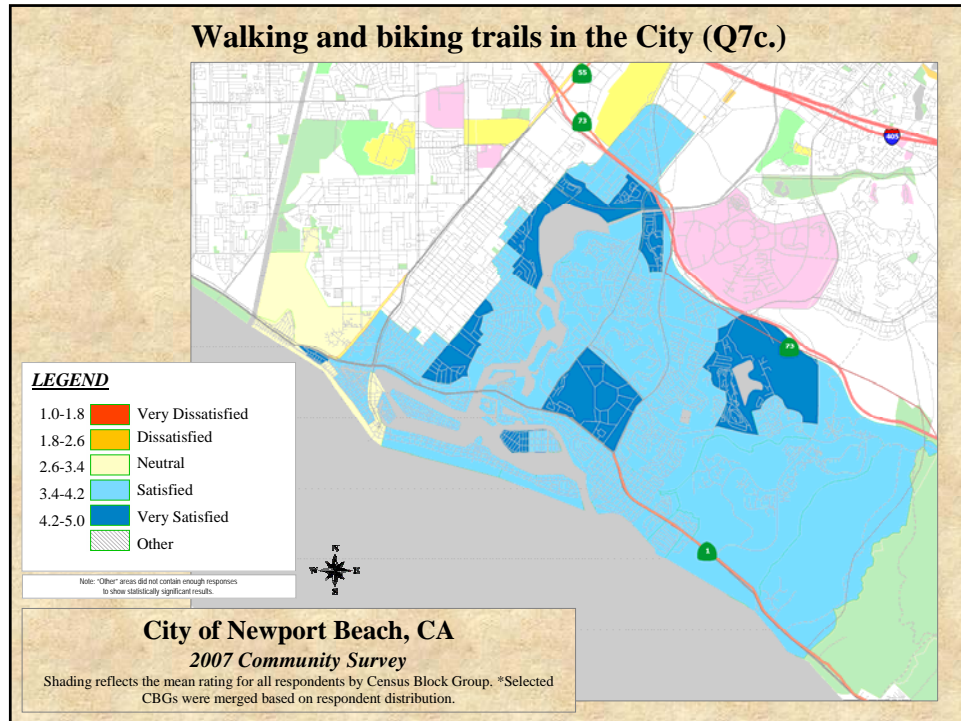 Walking and biking trails in the City (Q7c.)
55
73
405
73
1
LEGEND
1.0-1.8 Very Dissatisfied
1.8-2.6 Dissatisfied
2.6-3.4 Neutral
3.4-4.2 Satisfied
4.2-5.0 Very Satisfied
Other
N
W E
S
Note: "Other" areas did not contain enough responses
to show statistically significant results.
City of Newport Beach, CA
2007 Community Survey
Shading reflects the mean rating for all respondents by Census Block Group. *Selected
CBGs were merged based on respondent distribution.